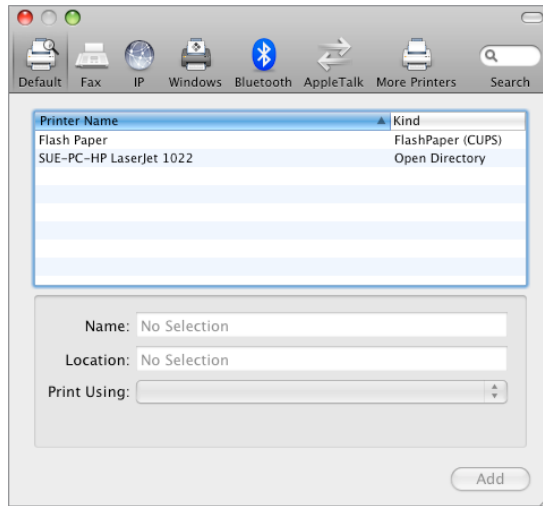 Default Fax IP Windows Bluetooth AppleTalk More Printers Search
Printer Name Kind
Flash Paper FlashPaper (CUPS)
SUE-PC-HP LaserJet 1022 Open Directory
Name: No Selection
Location: No Selection
Print Using:
Add